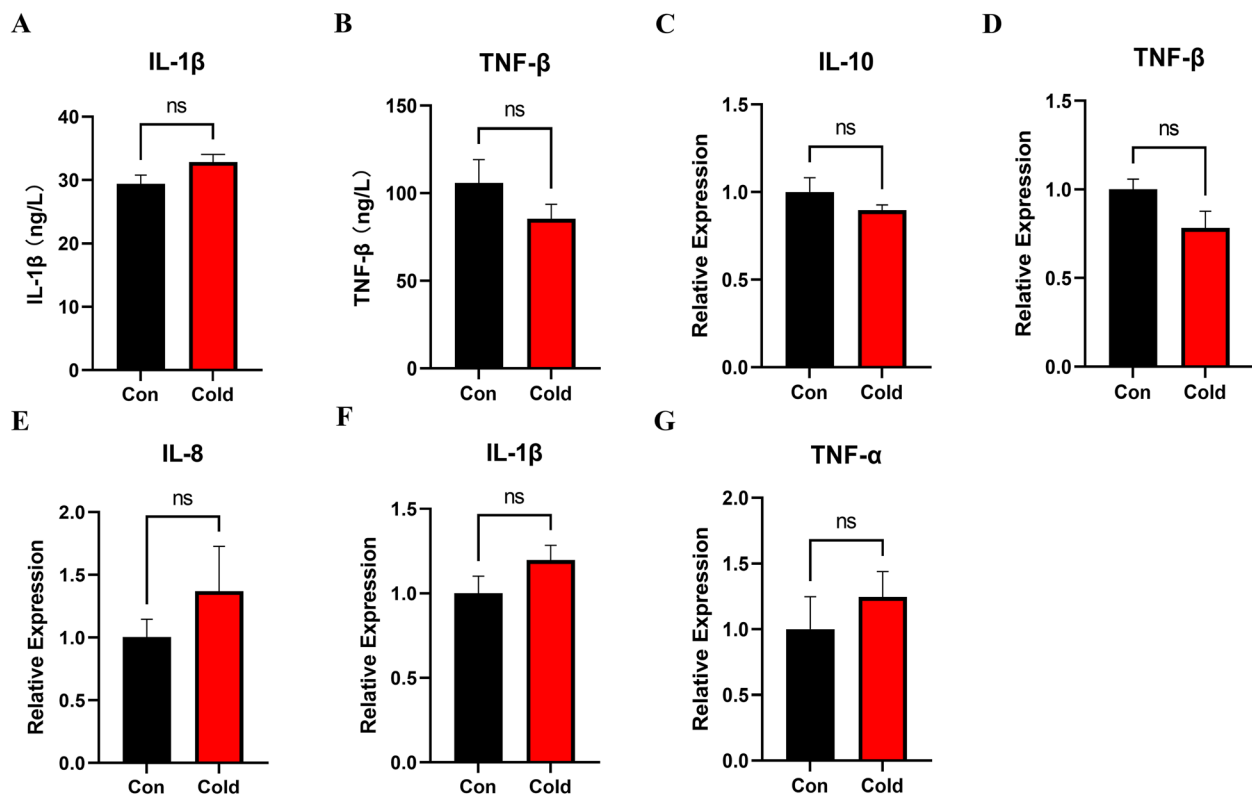 A
IL-1β
ns
IL-1β (ng/L)
40
30
20
10
0
Con
Cold
B
TNF-β
ns
TNF-β (ng/L)
150
100
50
0
Con
Cold
C
IL-10
ns
Relative Expression
1.5
1.0
0.5
0.0
Con
Cold
D
TNF-β
ns
Relative Expression
1.5
1.0
0.5
0.0
Con
Cold
E
IL-8
ns
Relative Expression
2.0
1.5
1.0
0.5
0.0
Con
Cold
F
IL-1β
ns
Relative Expression
1.5
1.0
0.5
0.0
Con
Cold
G
TNF-α
ns
Relative Expression
2.0
1.5
1.0
0.5
0.0
Con
Cold